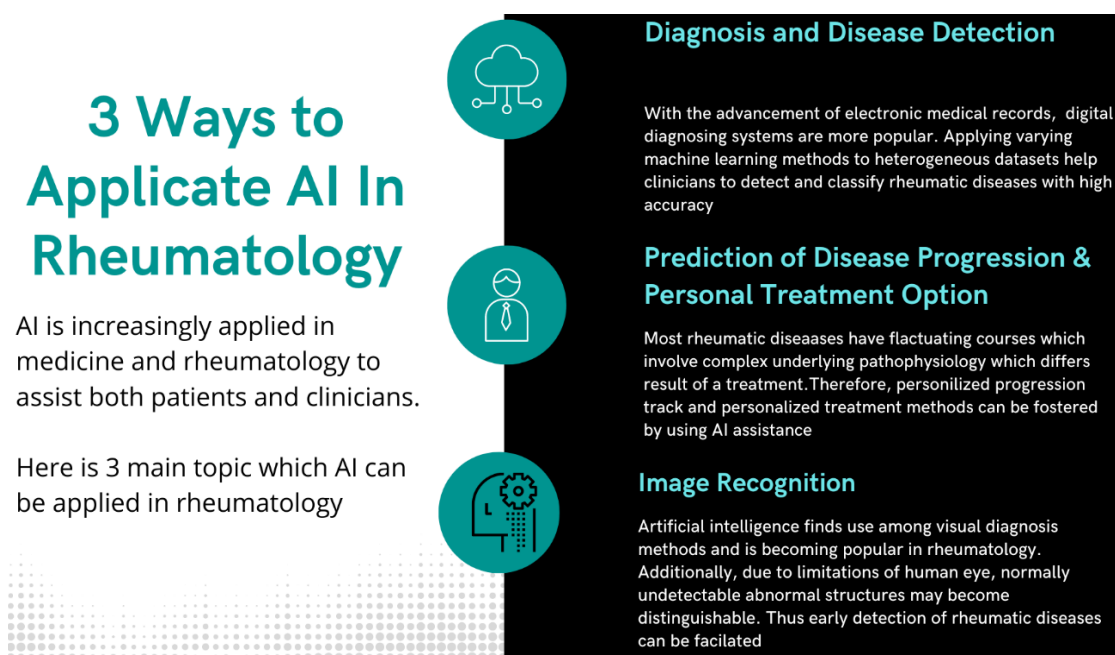 3 Ways to
Applicate AI In
Rheumatology
AI is increasingly applied in
medicine and rheumatology to
assist both patients and clinicians.
Here is 3 main topic which AI can
be applied in rheumatology
Diagnosis and Disease Detection
With the advancement of electronic medical records, digital
diagnosing systems are more popular. Applying varying
machine learning methods to heterogeneous datasets help
clinicians to detect and classify rheumatic diseases with high
accuracy
Prediction of Disease Progression &
Personal Treatment Option
Most rheumatic diseaases have flactuating courses which
involve complex underlying pathophysiology which differs
result of a treatment.Therefore, personilized progression
track and personalized treatment methods can be fostered
by using AI assistance
Image Recognition
Artificial intelligence finds use among visual diagnosis
methods and is becoming popular in rheumatology.
Additionally, due to limitations of human eye, normally
undetectable abnormal structures may become
distinguishable. Thus early detection of rheumatic diseases
can be facilated